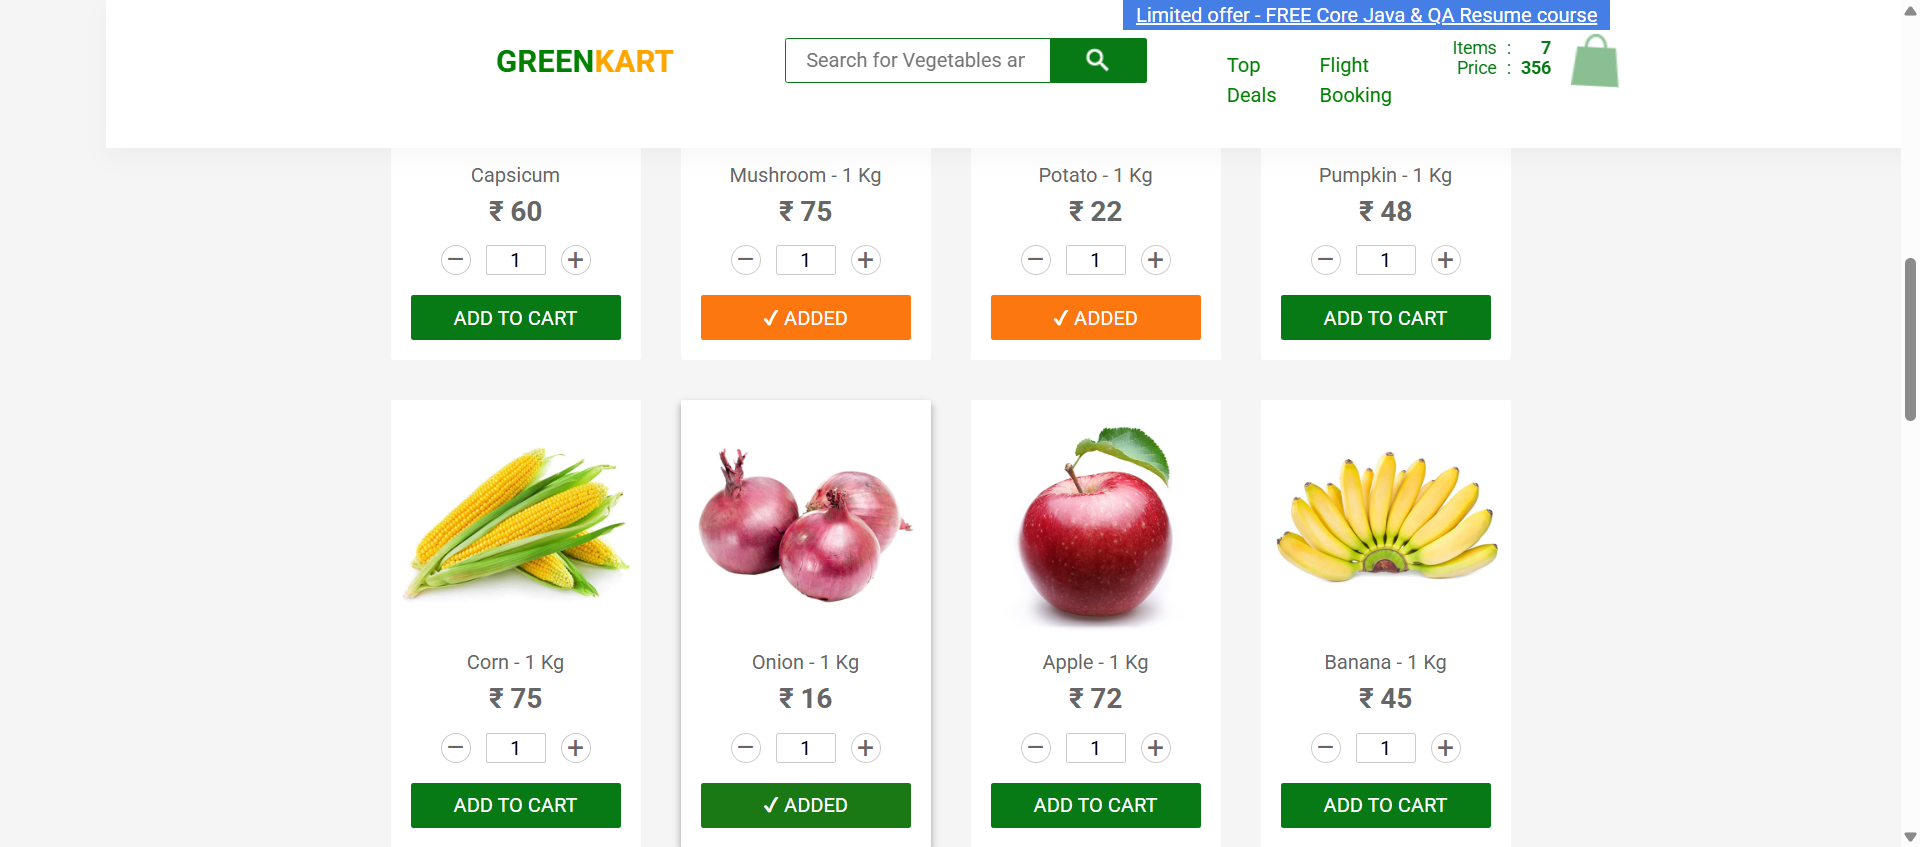 Limited offer - FREE Core Java & QA Resume course
GREENKART
Search for Vegetables ar
Top Deals
Flight Booking
Items : 7
Price : 356
Capsicum
₹ 60
− 1 +
ADD TO CART
Mushroom - 1 Kg
₹ 75
− 1 +
✓ ADDED
Potato - 1 Kg
₹ 22
− 1 +
✓ ADDED
Pumpkin - 1 Kg
₹ 48
− 1 +
ADD TO CART
Corn - 1 Kg
₹ 75
− 1 +
ADD TO CART
Onion - 1 Kg
₹ 16
− 1 +
✓ ADDED
Apple - 1 Kg
₹ 72
− 1 +
ADD TO CART
Banana - 1 Kg
₹ 45
− 1 +
ADD TO CART